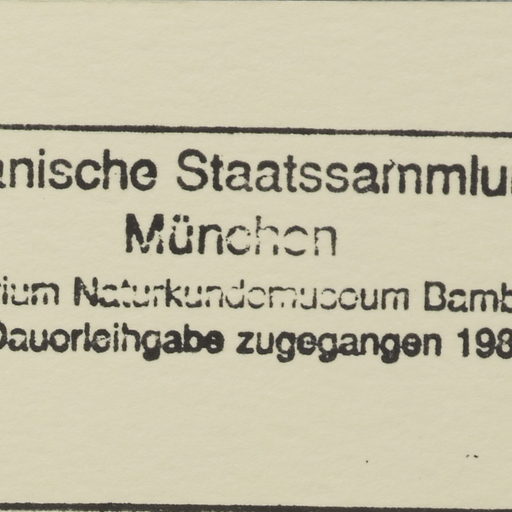 anische Staatssammlu
München
rium Naturkundemuseum Bamb
Dauerleihgabe zugegangen 198